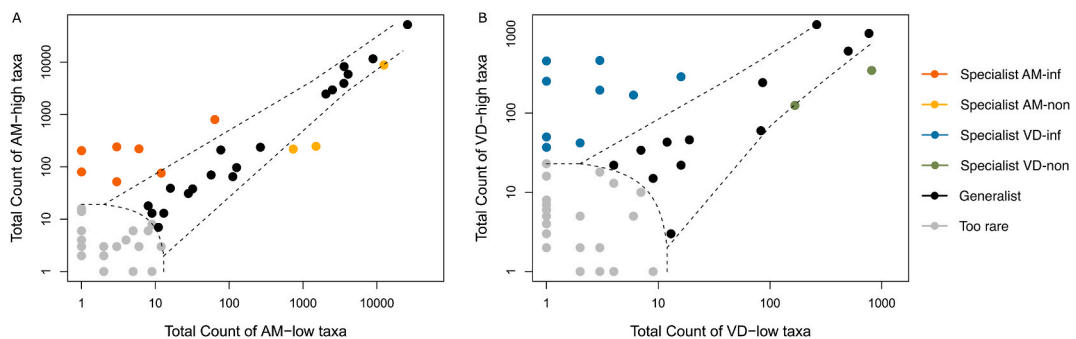 A
Total Count of AM−high taxa
10000
1000
100
10
1
1
10
100
1000
10000
Total Count of AM−low taxa
B
Total Count of VD−high taxa
1000
100
10
1
1
10
100
1000
Total Count of VD−low taxa
Specialist AM-inf
Specialist AM-non
Specialist VD-inf
Specialist VD-non
Generalist
Too rare